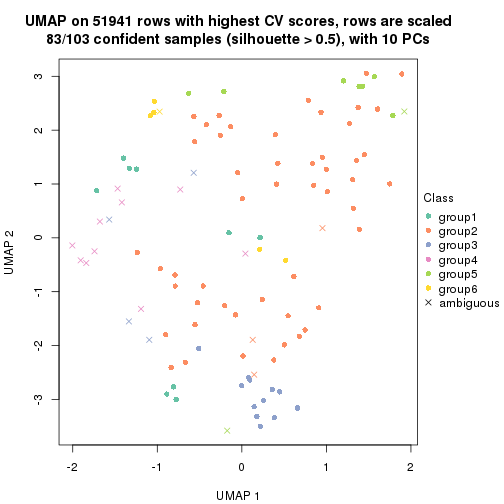 UMAP on 51941 rows with highest CV scores, rows are scaled
83/103 confident samples (silhouette > 0.5), with 10 PCs
3
2
1
0
-1
-2
-3
UMAP 2
-2
-1
0
1
2
UMAP 1
Class
group1
group2
group3
group4
group5
group6
ambiguous